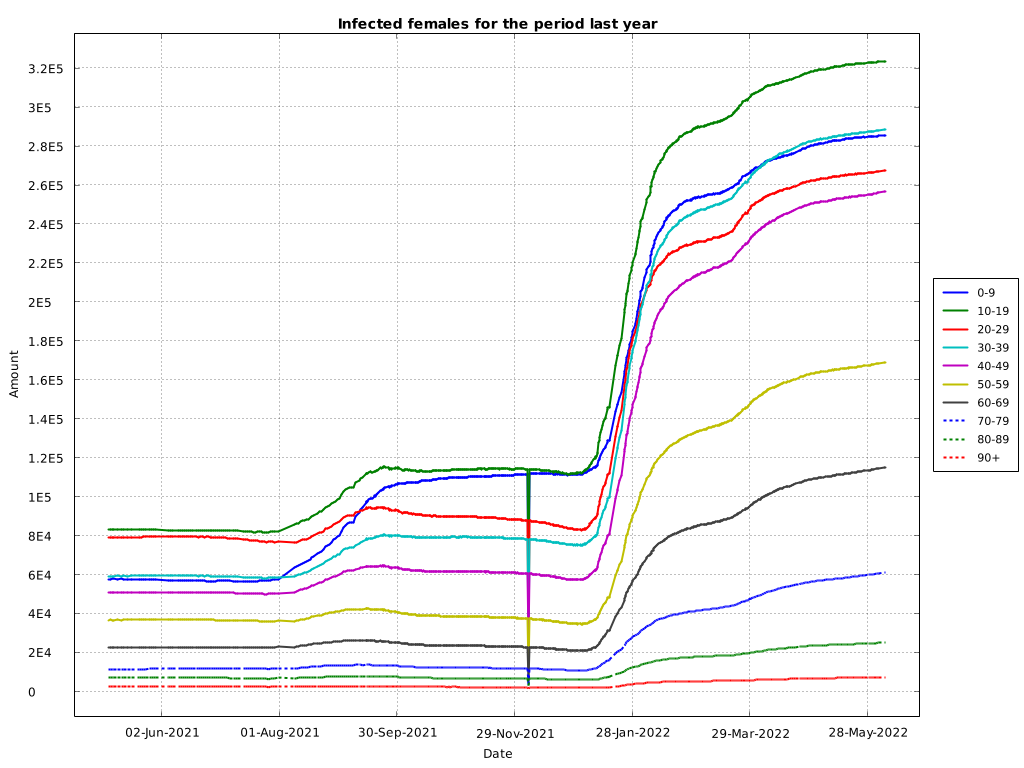 Infected females for the period last year
3.2E5
3E5
2.8E5
2.6E5
2.4E5
2.2E5
2E5
1.8E5
1.6E5
1.4E5
1.2E5
1E5
8E4
6E4
4E4
2E4
0
Amount
02-Jun-2021
01-Aug-2021
30-Sep-2021
29-Nov-2021
28-Jan-2022
29-Mar-2022
28-May-2022
Date
0-9
10-19
20-29
30-39
40-49
50-59
60-69
70-79
80-89
90+